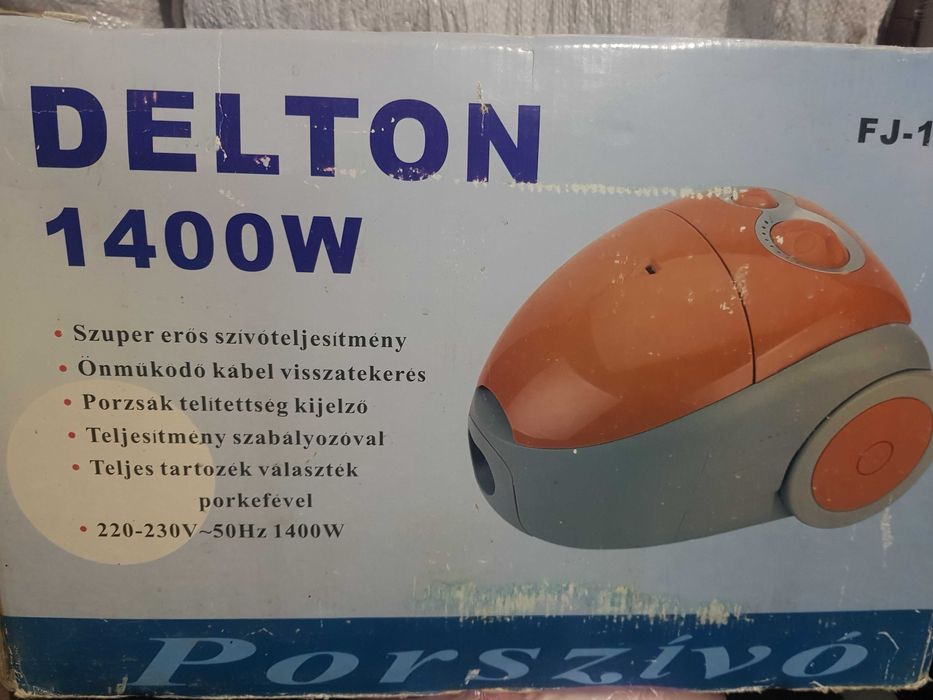 DELTON
FJ-1
1400W
• Szuper erős szívóteljesítmény
• Önműködő kábel visszatekerés
• Porzsák telítettség kijelző
• Teljesítmény szabályozóval
• Teljes tartozék választék
porkefével
• 220-230V~50Hz 1400W
Porszívó